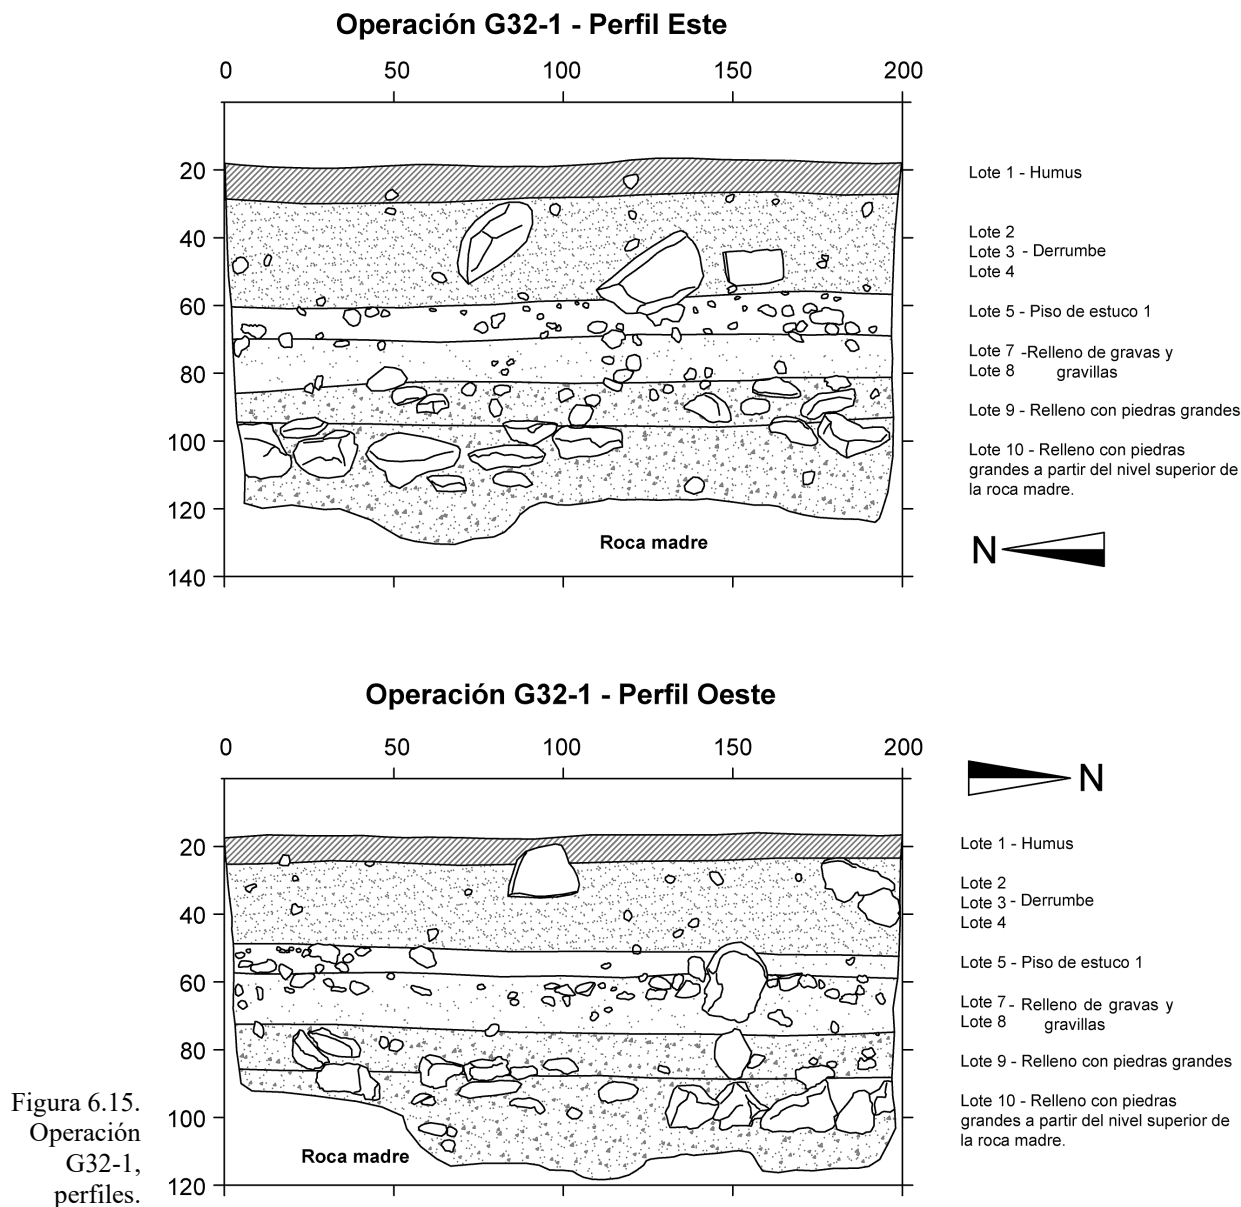 Operación G32-1 - Perfil Este
0 50 100 150 200
20
40
60
80
100
120
140
Roca madre
Lote 1 - Humus
Lote 2
Lote 3 - Derrumbe
Lote 4
Lote 5 - Piso de estuco 1
Lote 7 -Relleno de gravas y
Lote 8 gravillas
Lote 9 - Relleno con piedras grandes
Lote 10 - Relleno con piedras
grandes a partir del nivel superior de
la roca madre.
N
Operación G32-1 - Perfil Oeste
0 50 100 150 200
20
40
60
80
100
120
Roca madre
N
Lote 1 - Humus
Lote 2
Lote 3 - Derrumbe
Lote 4
Lote 5 - Piso de estuco 1
Lote 7 - Relleno de gravas y
Lote 8 gravillas
Lote 9 - Relleno con piedras grandes
Lote 10 - Relleno con piedras
grandes a partir del nivel superior de
la roca madre.
Figura 6.15.
Operación
G32-1,
perfiles.